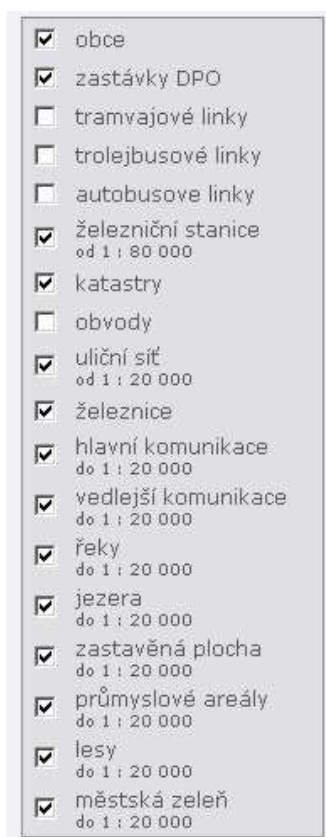 obce
zastávky DPO
tramvajové linky
trolejbusové linky
autobusove linky
železniční stanice
od 1 : 80 000
katastry
obvody
uliční síť
od 1 : 20 000
železnice
hlavní komunikace
do 1 : 20 000
vedlejší komunikace
do 1 : 20 000
řeky
do 1 : 20 000
jezera
do 1 : 20 000
zastavěná plocha
do 1 : 20 000
průmyslové areály
do 1 : 20 000
lesy
do 1 : 20 000
městská zeleň
do 1 : 20 000